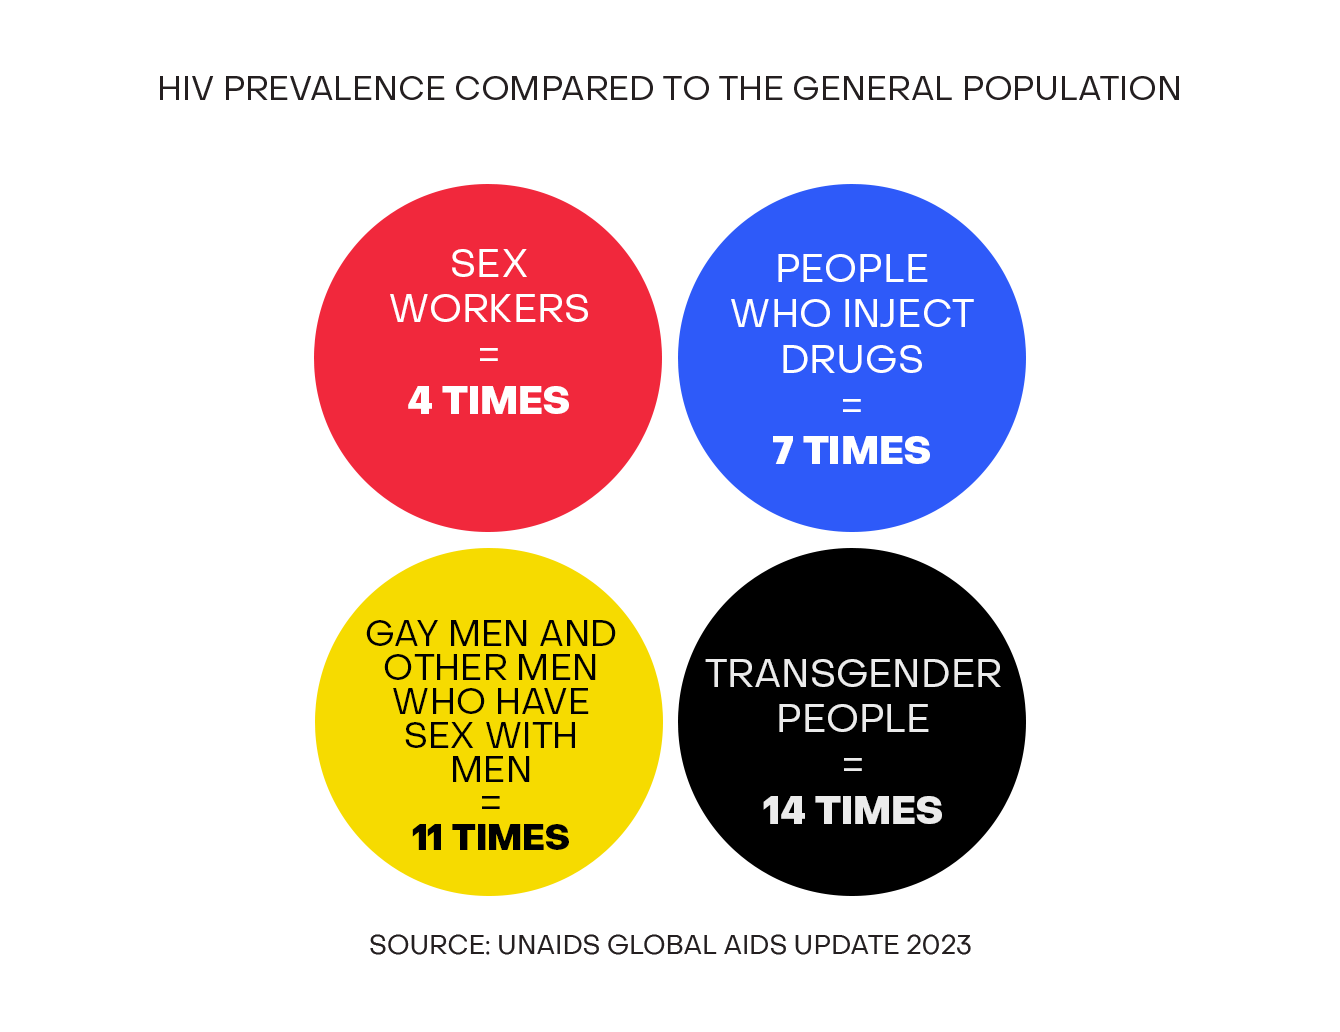 HIV PREVALENCE COMPARED TO THE GENERAL POPULATION
SEX
WORKERS
=
4 TIMES
PEOPLE
WHO INJECT
DRUGS
=
7 TIMES
GAY MEN AND
OTHER MEN
WHO HAVE
SEX WITH
MEN
=
11 TIMES
TRANSGENDER
PEOPLE
=
14 TIMES
SOURCE: UNAIDS GLOBAL AIDS UPDATE 2023